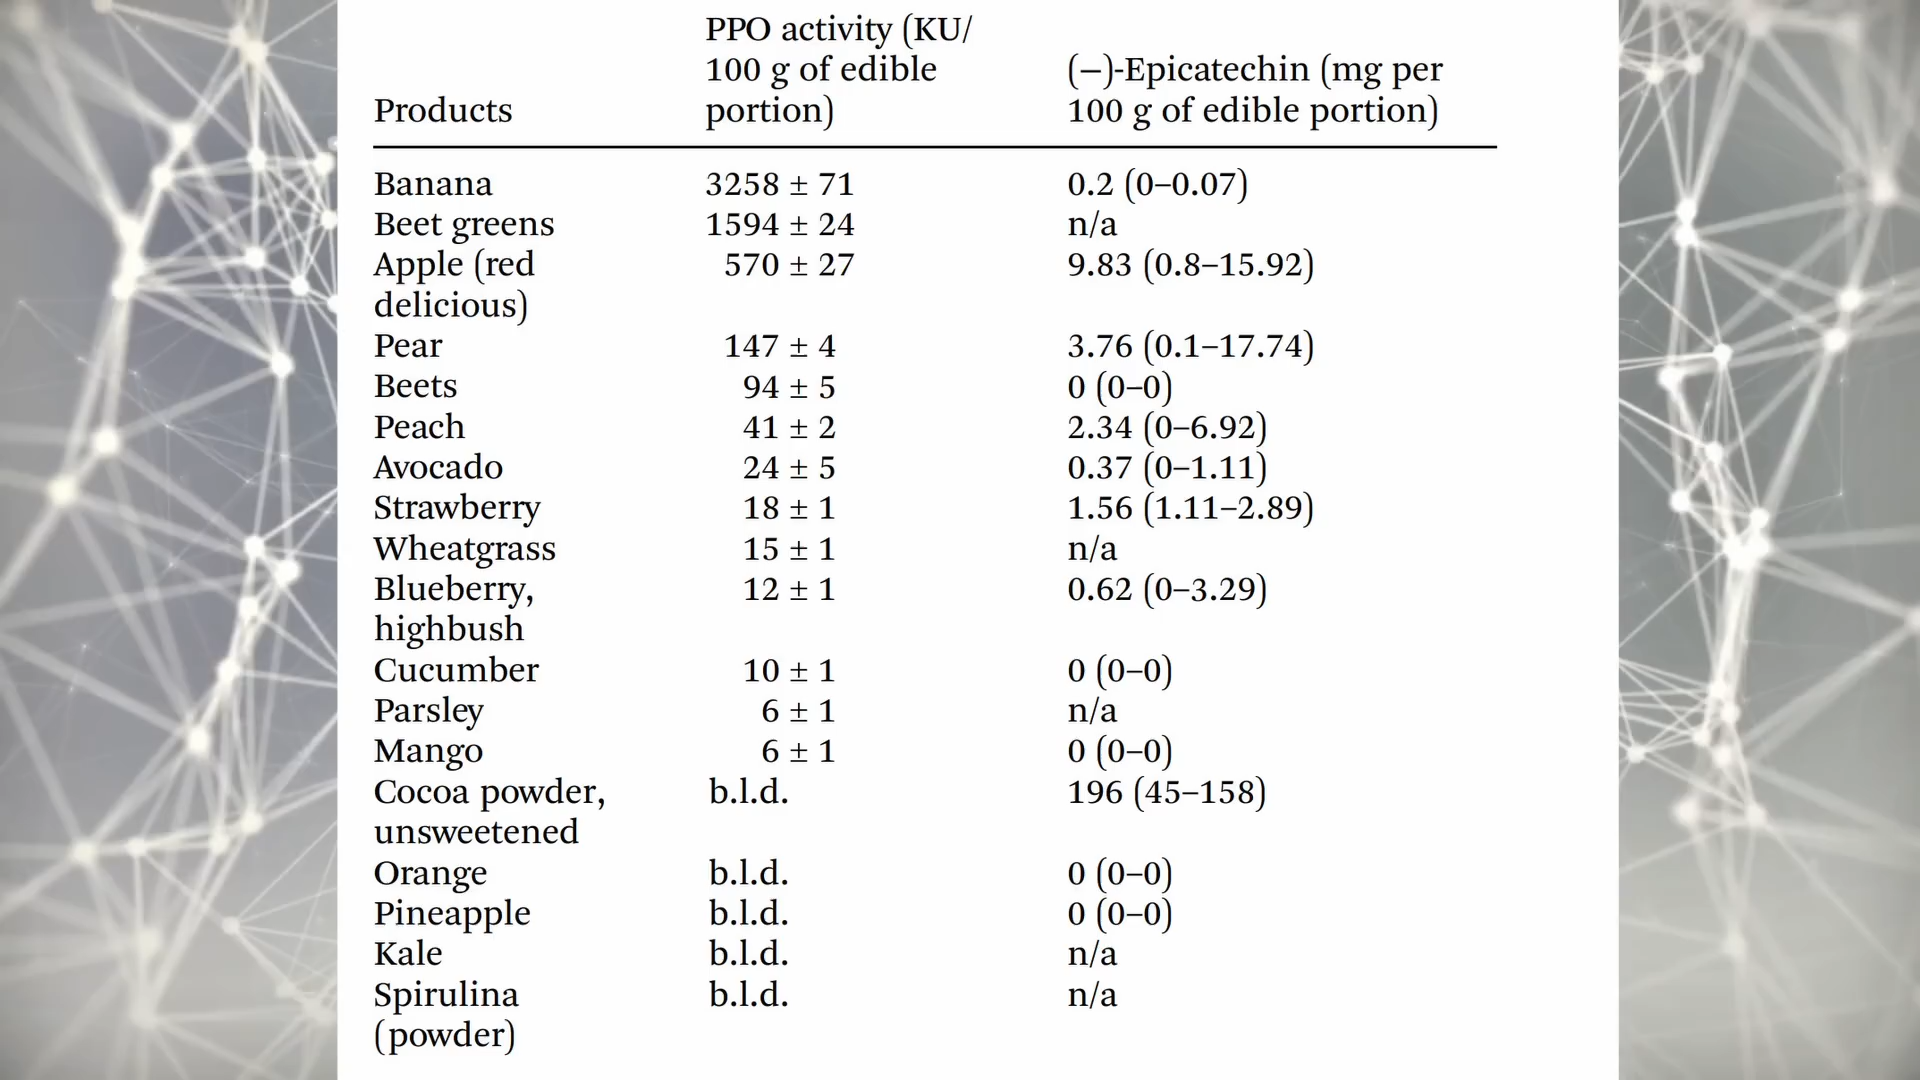 Products PPO activity (KU/ 100 g of edible portion) (–)-Epicatechin (mg per 100 g of edible portion)
Banana 3258 ± 71 0.2 (0–0.07)
Beet greens 1594 ± 24 n/a
Apple (red 570 ± 27 9.83 (0.8–15.92)
delicious)
Pear 147 ± 4 3.76 (0.1–17.74)
Beets 94 ± 5 0 (0–0)
Peach 41 ± 2 2.34 (0–6.92)
Avocado 24 ± 5 0.37 (0–1.11)
Strawberry 18 ± 1 1.56 (1.11–2.89)
Wheatgrass 15 ± 1 n/a
Blueberry, 12 ± 1 0.62 (0–3.29)
highbush
Cucumber 10 ± 1 0 (0–0)
Parsley 6 ± 1 n/a
Mango 6 ± 1 0 (0–0)
Cocoa powder, b.l.d. 196 (45–158)
unsweetened
Orange b.l.d. 0 (0–0)
Pineapple b.l.d. 0 (0–0)
Kale b.l.d. n/a
Spirulina b.l.d. n/a
(powder)